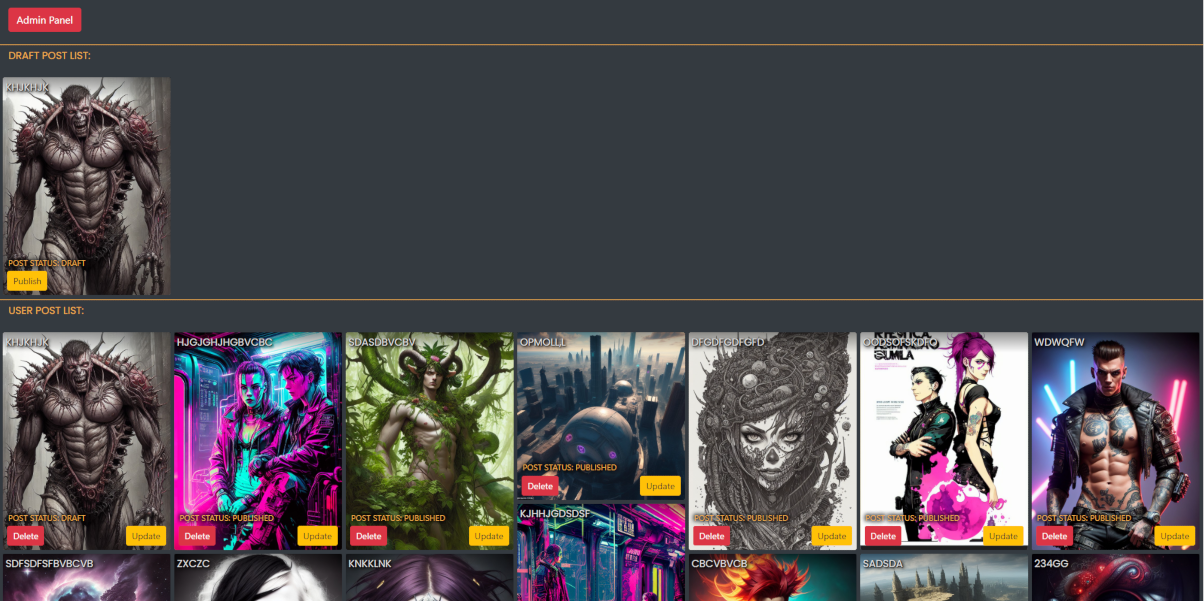 Admin Panel
DRAFT POST LIST:
KHJKHJK
POST STATUS: DRAFT
Publish
USER POST LIST:
KHJKHJK
HJGJGHJHGBVCBC
SDASDBVCBV
OPMOLLL
DFGDFGDFGFD
OODSOFSKDFO
WDWQFW
POST STATUS: PUBLISHED
Delete
Update
KJHHJGDSDSF
POST STATUS: DRAFT
POST STATUS: PUBLISHED
POST STATUS: PUBLISHED
POST STATUS: PUBLISHED
POST STATUS: PUBLISHED
POST STATUS: PUBLISHED
Delete
Update
Delete
Update
Delete
Update
Delete
Update
Delete
Update
Delete
Update
SDFSDFSFBVBCVB
ZXCZC
KNKKLNK
CBCVBVCB
SADSDA
234GG